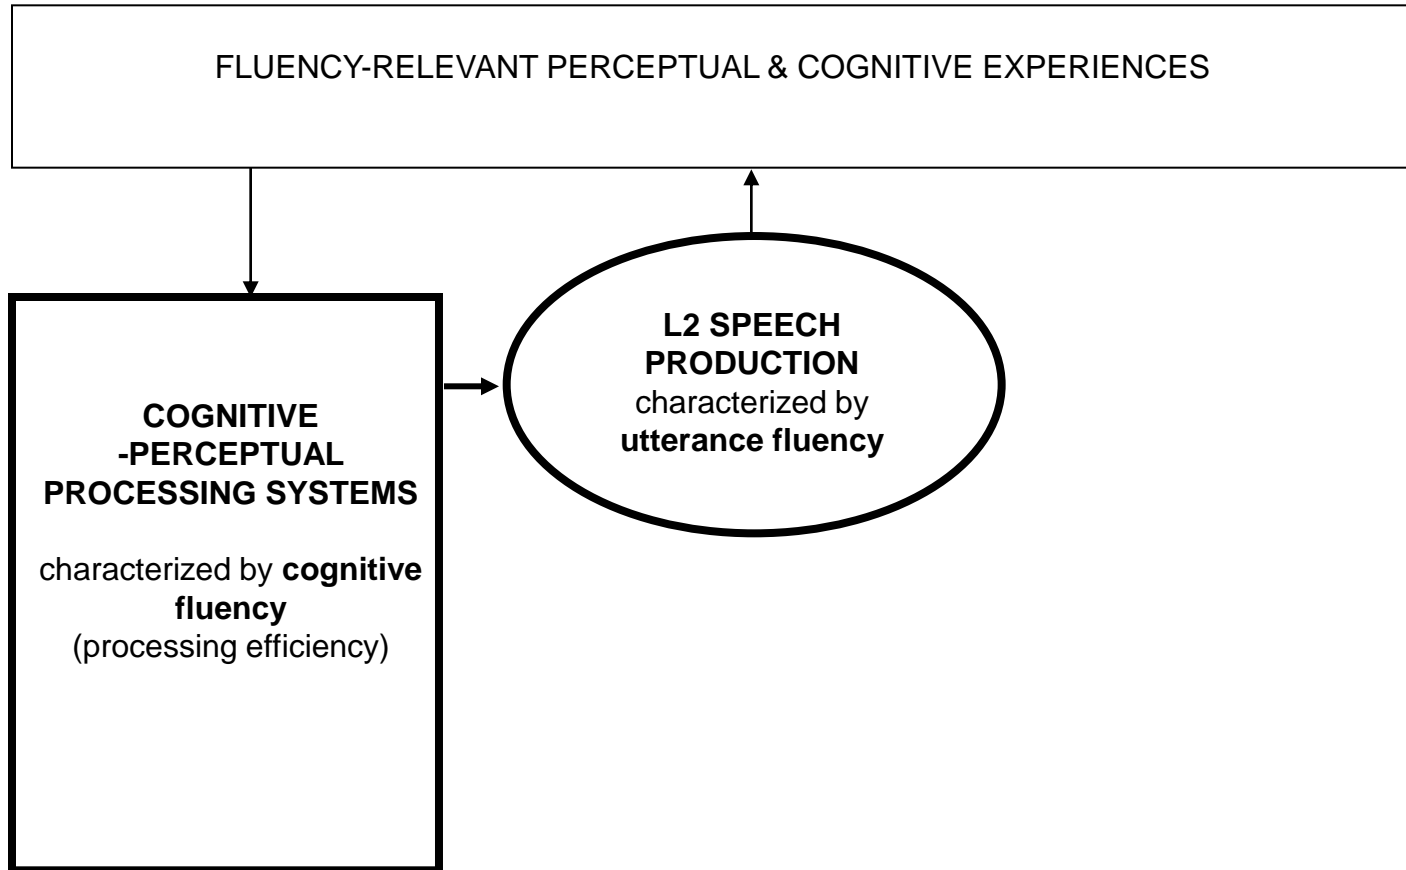 FLUENCY-RELEVANT PERCEPTUAL & COGNITIVE EXPERIENCES
L2 SPEECH
PRODUCTION
characterized by
utterance fluency
COGNITIVE
-PERCEPTUAL
PROCESSING SYSTEMS
characterized by cognitive
fluency
(processing efficiency)